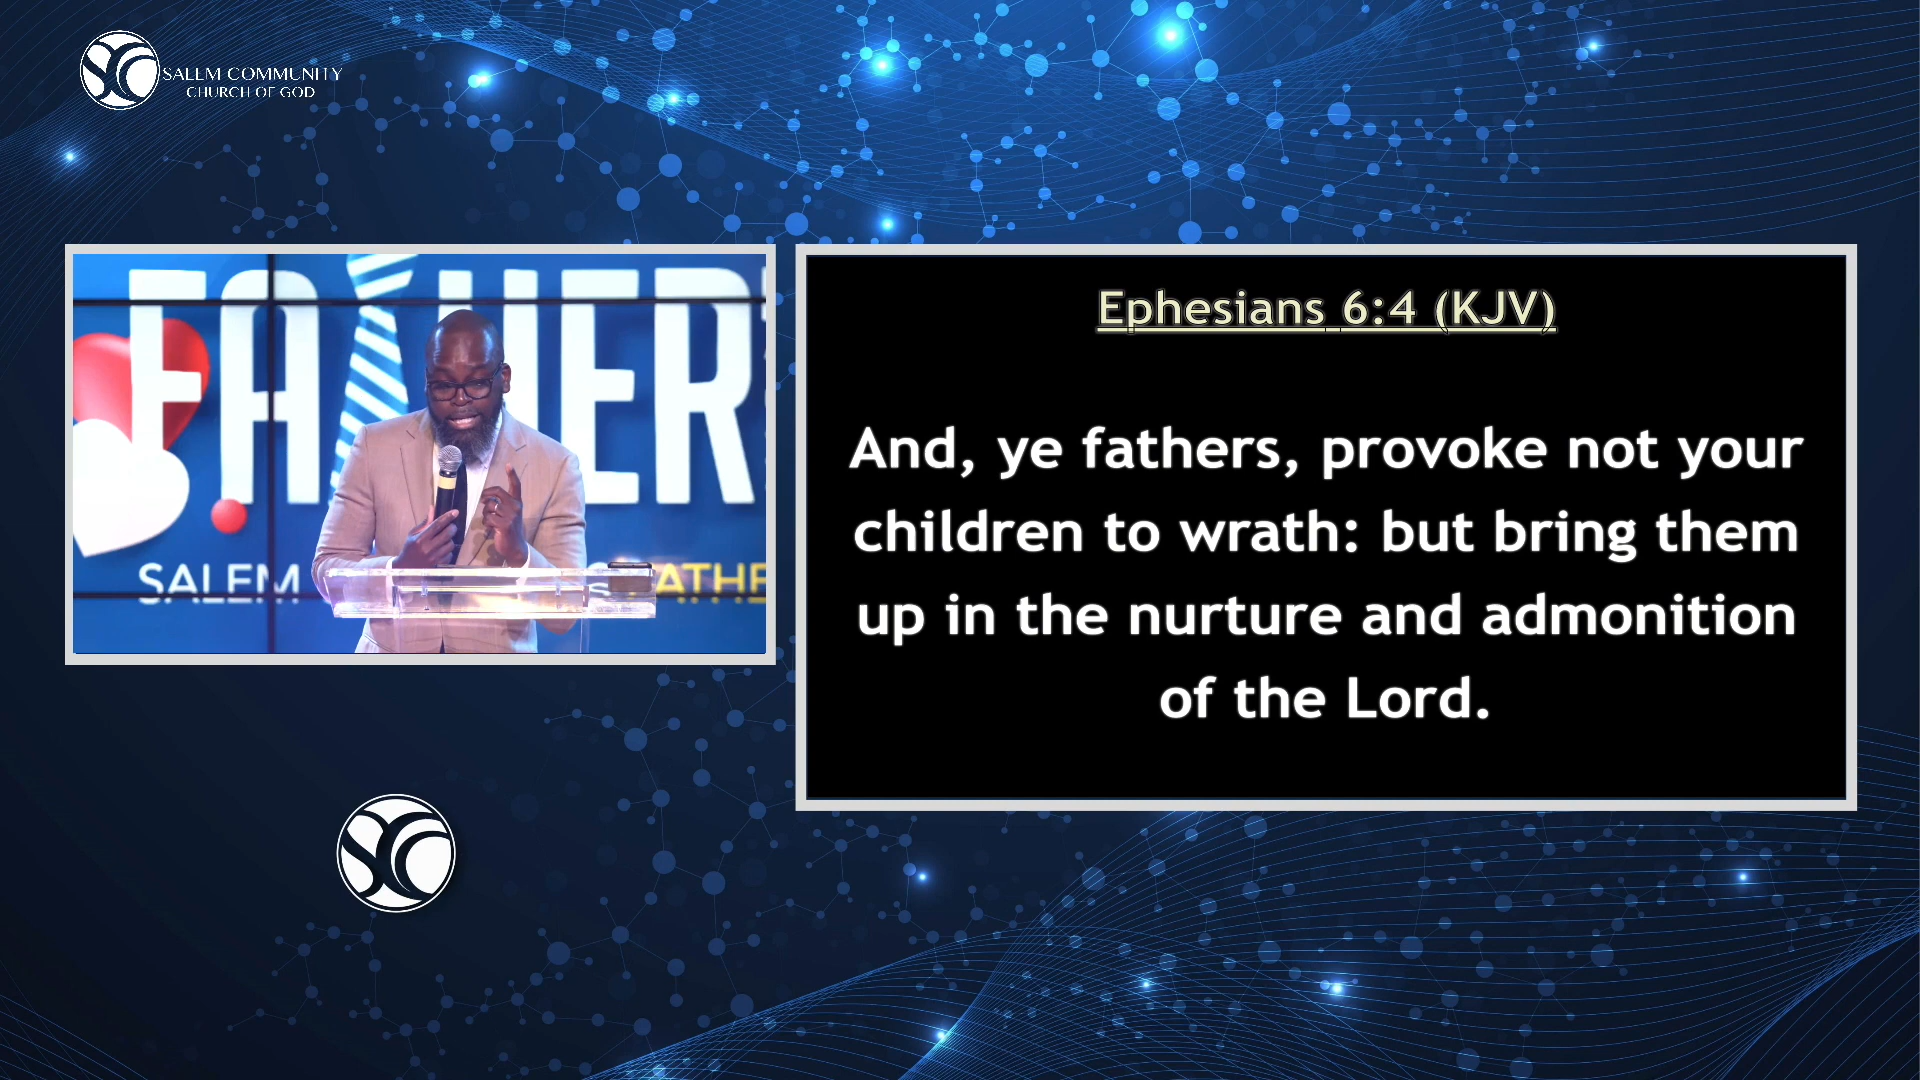 SALEM COMMUNITY
CHURCH OF GOD
FATHER
SALEM
Ephesians 6:4 (KJV)
And, ye fathers, provoke not your
children to wrath: but bring them
up in the nurture and admonition
of the Lord.